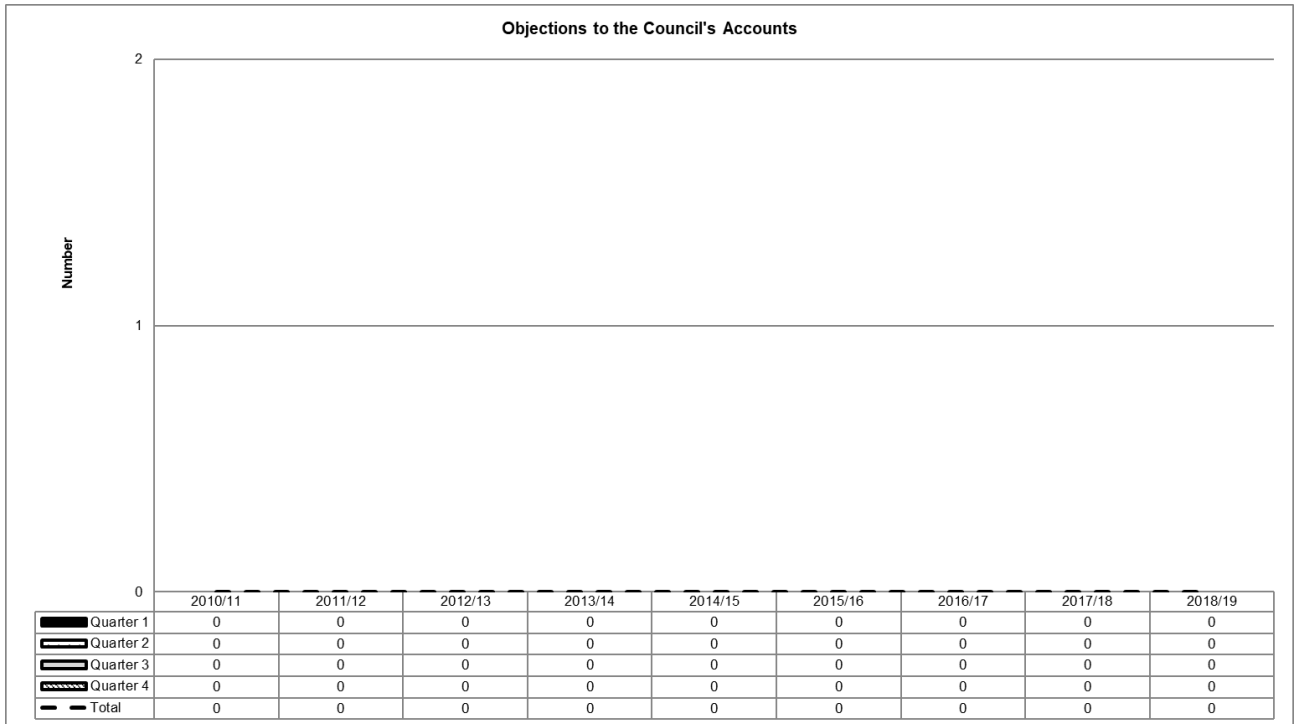 Objections to the Council's Accounts
Number
2
1
0
2010/11 2011/12 2012/13 2013/14 2014/15 2015/16 2016/17 2017/18 2018/19
Quarter 1 0 0 0 0 0 0 0 0 0
Quarter 2 0 0 0 0 0 0 0 0 0
Quarter 3 0 0 0 0 0 0 0 0 0
Quarter 4 0 0 0 0 0 0 0 0 0
Total 0 0 0 0 0 0 0 0 0